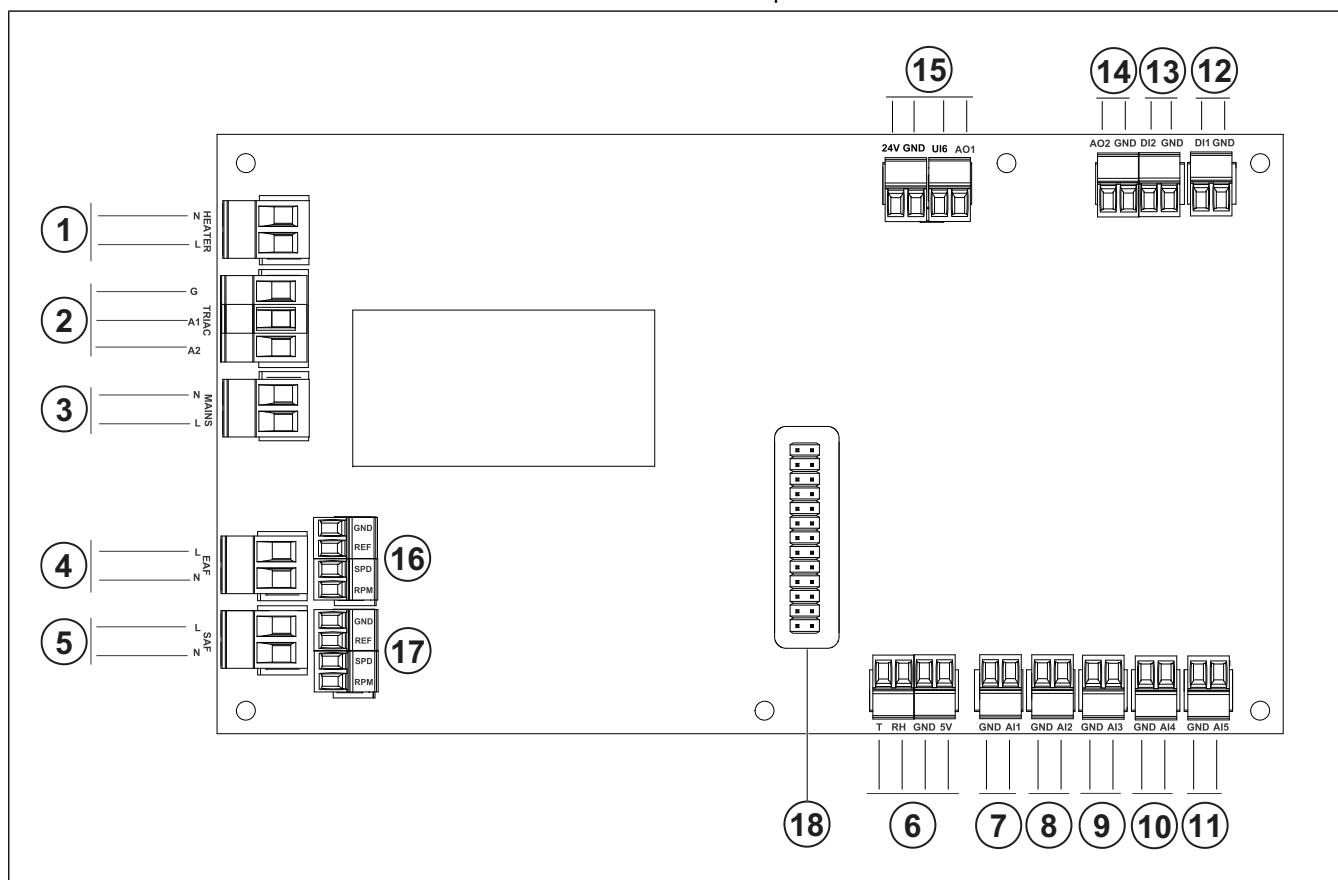 15
14 13 12
24V GND UI6 AO1
AO2 GND DI2 GND DI1 GND
1
N
HEATER
L
2
G
TRIAC
A1
A2
3
N
MAINS
L
4
L
EAF
N
GND
REF
SPD
RPM
16
5
L
SAF
N
GND
REF
SPD
RPM
17
T RH GND 5V GND AI1 GND AI2 GND AI3 GND AI4 GND AI5
18 6 7 8 9 10 11